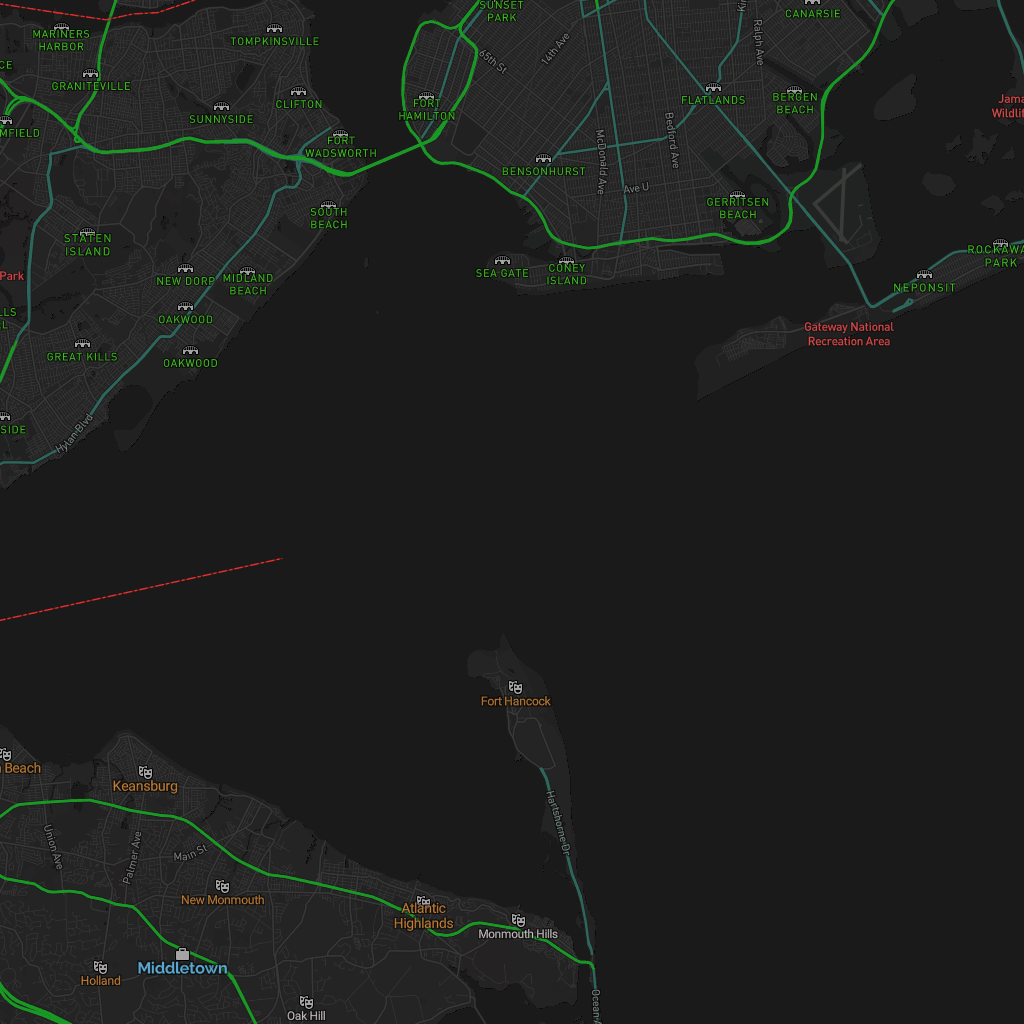 SUNSET
PARK
CANARSIE
MARINERS
HARBOR
TOMPKINSVILLE
65th St
14th Ave
Ralph Ave
GRANITEVILLE
CLIFTON
SUNNYSIDE
FORT
HAMILTON
FLATLANDS
BERGEN
BEACH
FORT
WADSWORTH
BENSONHURST
McDonald Ave
Bedford Ave
Ave U
GERRITSEN
BEACH
SOUTH
BEACH
STATEN
ISLAND
Park
NEW DORP
MIDLAND
BEACH
SEA GATE
CONEY
ISLAND
PARK
NEPONSIT
OAKWOOD
Gateway National
Recreation Area
GREAT KILLS
OAKWOOD
SIDE
Hylan Blvd
Fort Hancock
Beach
Keansburg
Hartshorne Dr
Union Ave
Palmer Ave
Main St
New Monmouth
Atlantic
Highlands
Monmouth Hills
Middletown
Holland
Oak Hill